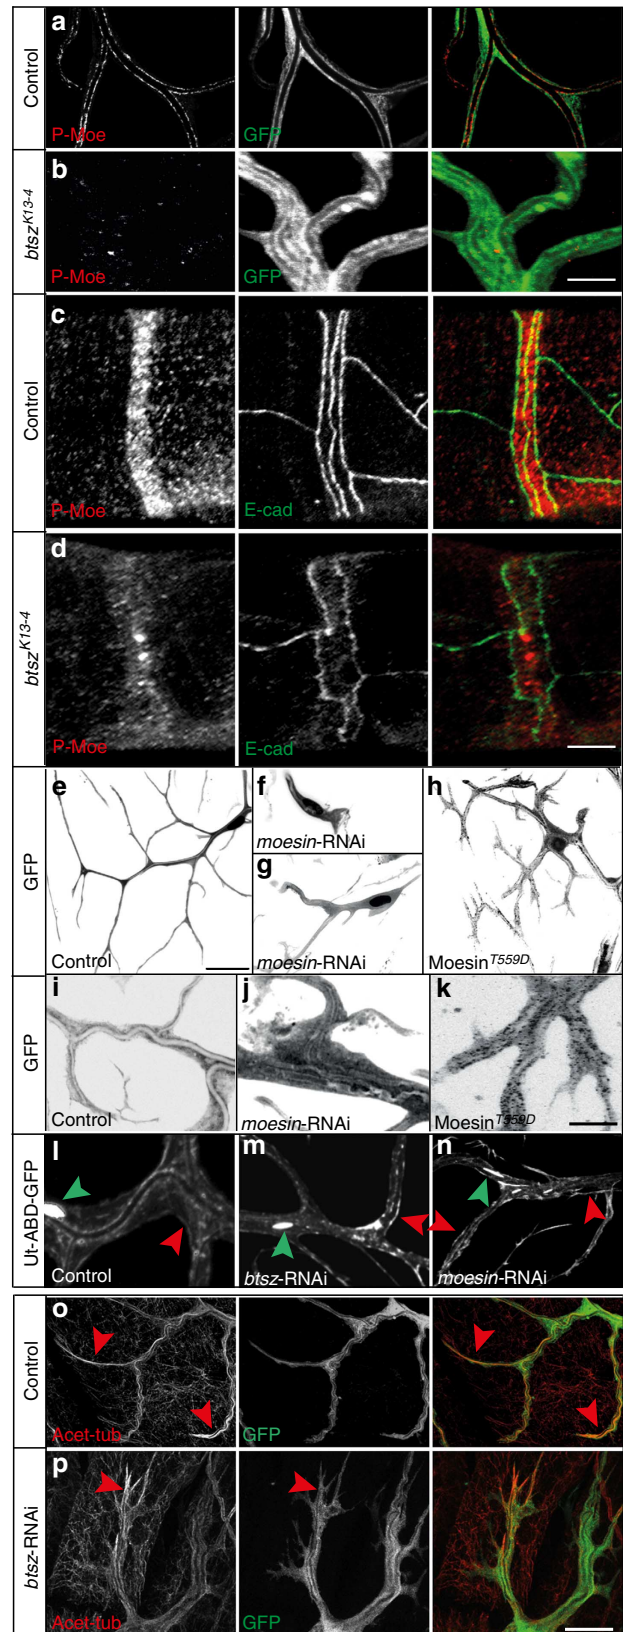 a
Control
P-Moe
GFP
b
btsz^K13-4
P-Moe
GFP
c
Control
P-Moe
E-cad
d
btsz^K13-4
P-Moe
E-cad
GFP
e
Control
f
moesin-RNAi
g
moesin-RNAi
h
Moesin^T559D
GFP
i
Control
j
moesin-RNAi
k
Moesin^T559D
Ut-ABD-GFP
l
Control
m
btsz-RNAi
n
moesin-RNAi
Control
o
Acet-tub
GFP
btsz-RNAi
p
Acet-tub
GFP